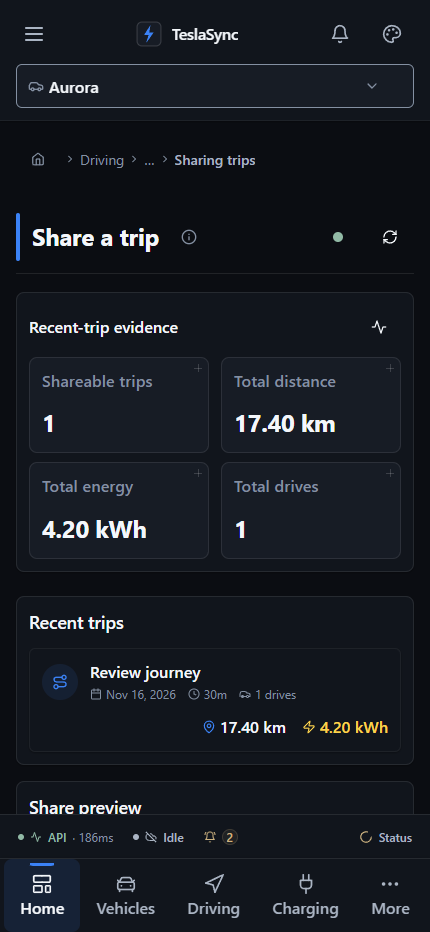 TeslaSync
Aurora
Driving ... Sharing trips
Share a trip
Recent-trip evidence
Shareable trips
1
Total distance
17.40 km
Total energy
4.20 kWh
Total drives
1
Recent trips
Review journey
Nov 16, 2026 30m 1 drives
17.40 km 4.20 kWh
Share preview
API · 186ms Idle 2 Status
Home Vehicles Driving Charging More